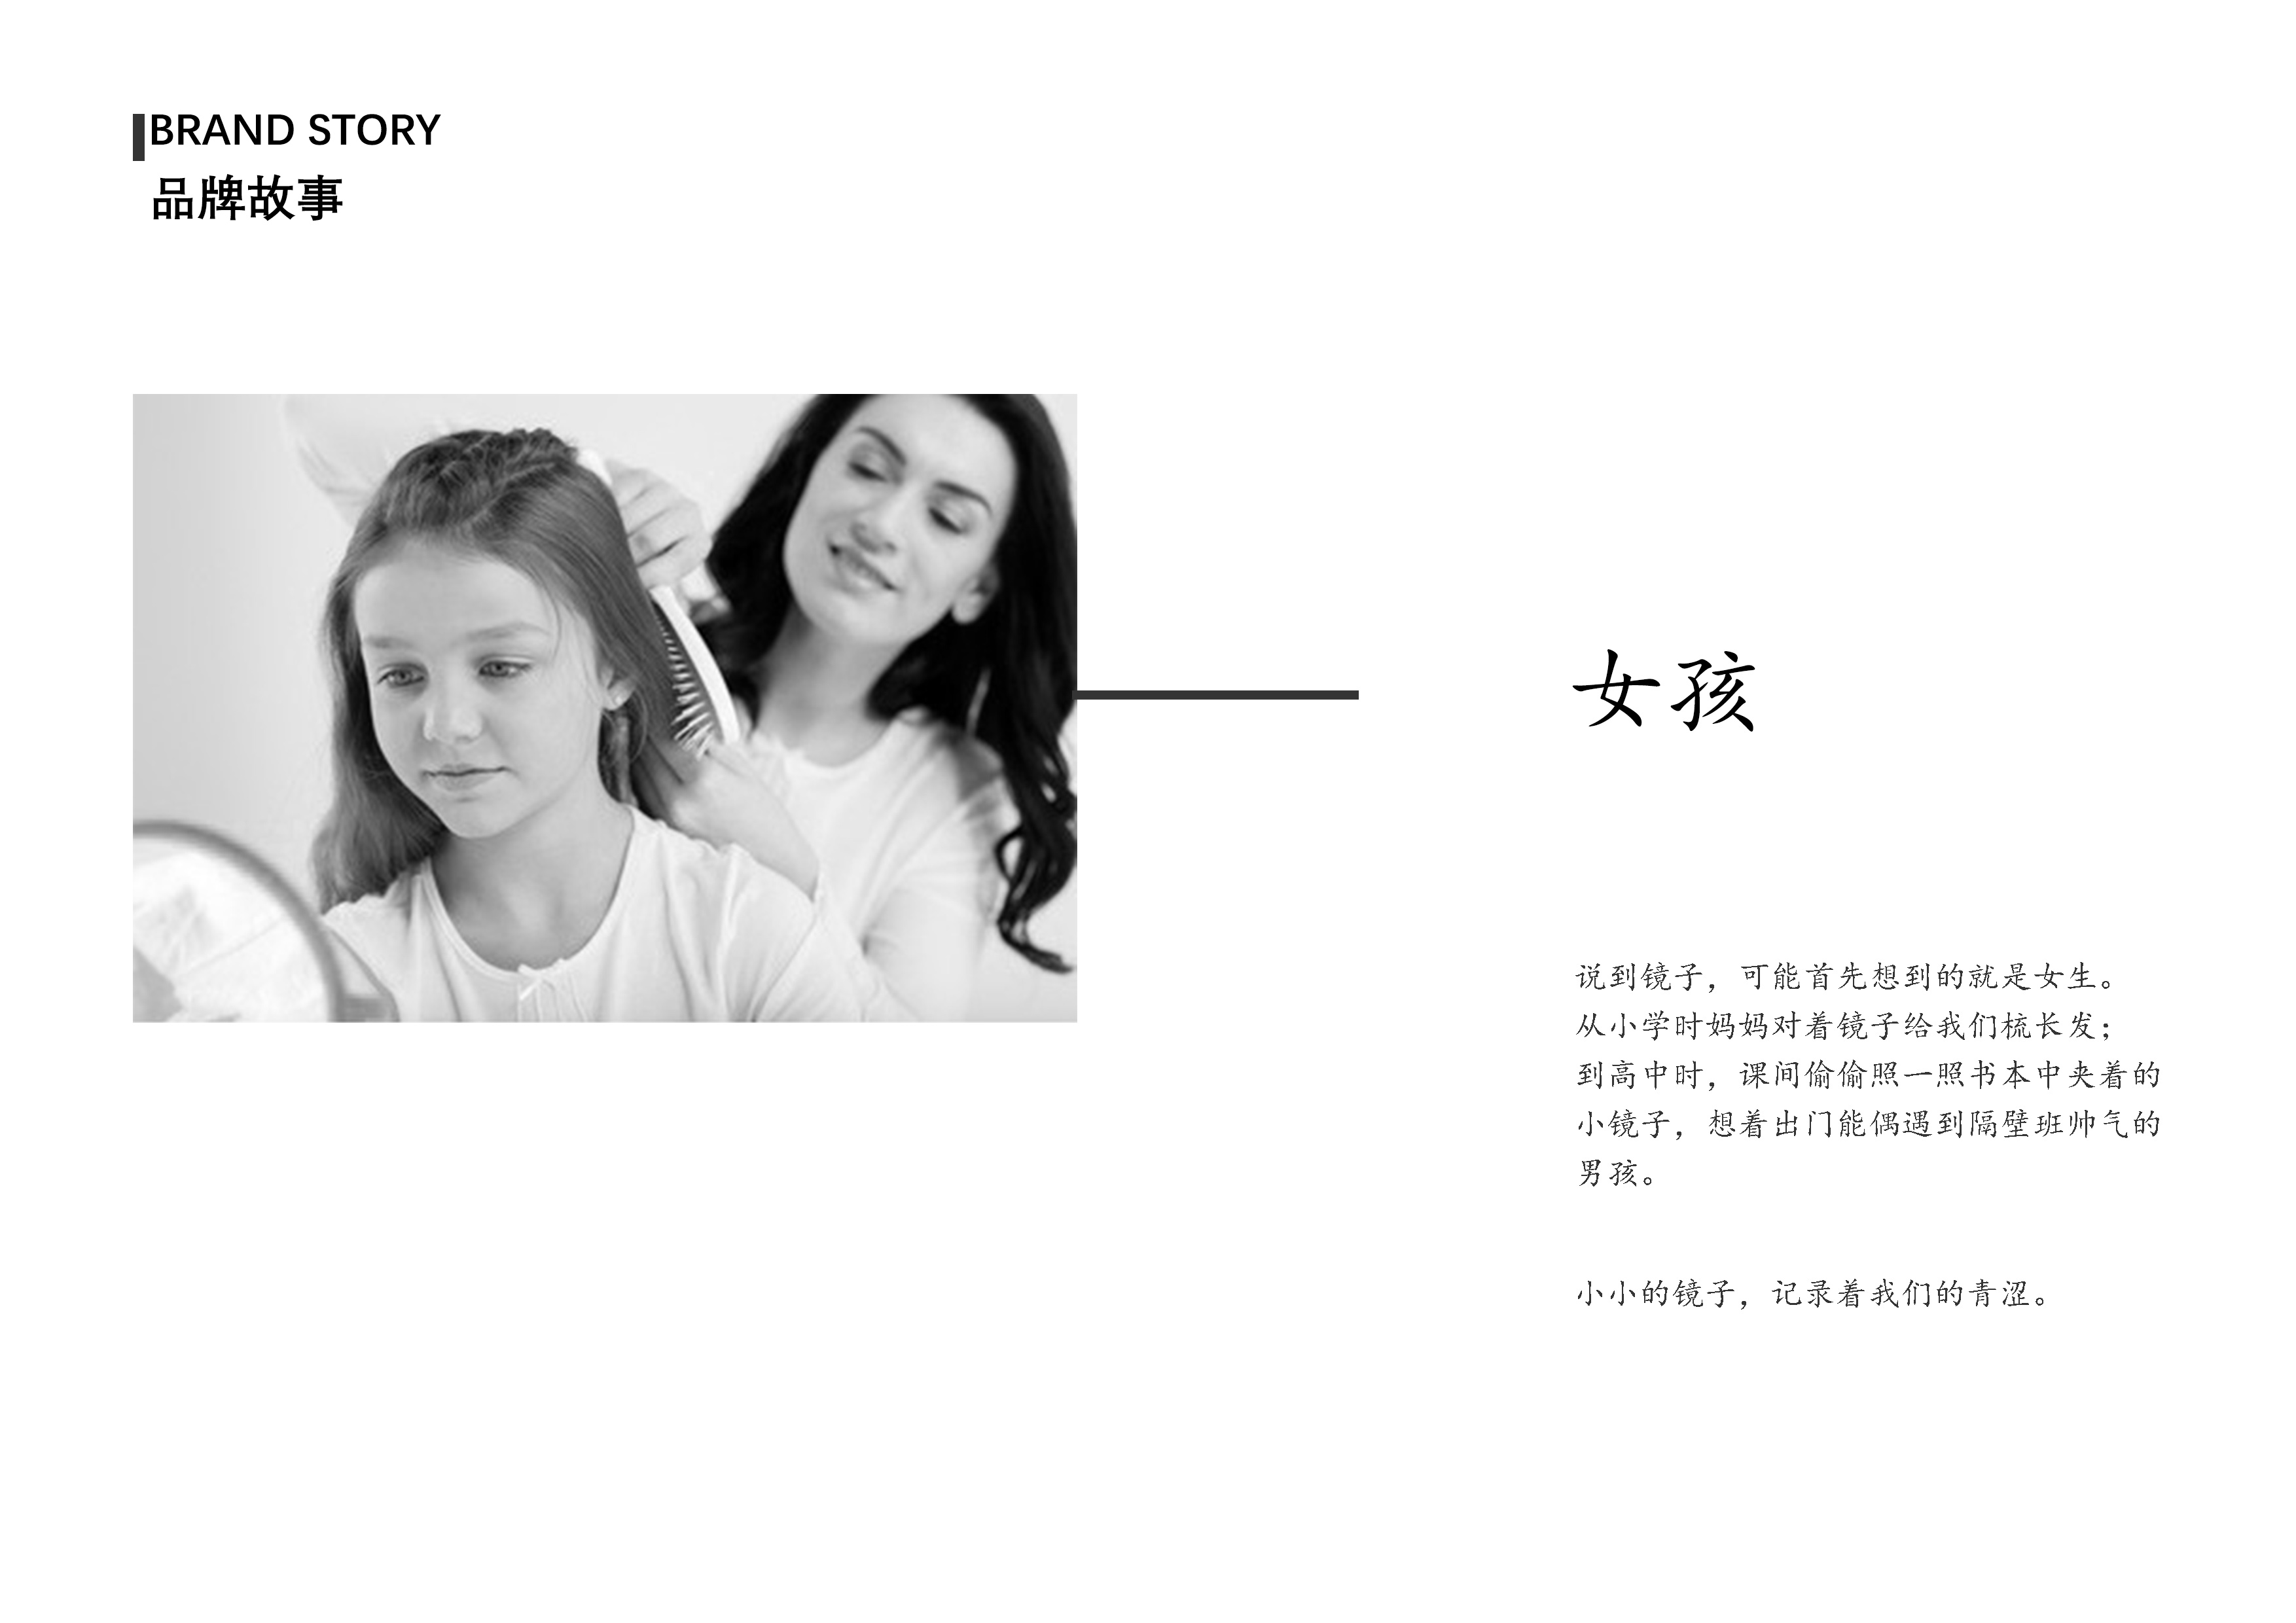 BRAND STORY
品牌故事
女孩
说到镜子，可能首先想到的就是女生。
从小学时妈妈对着镜子给我们梳长发；
到高中时，课间偷偷照一照书本中夹着的
小镜子，想着出门能偶遇到隔壁班帅气的
男孩。
小小的镜子，记录着我们的青涩。